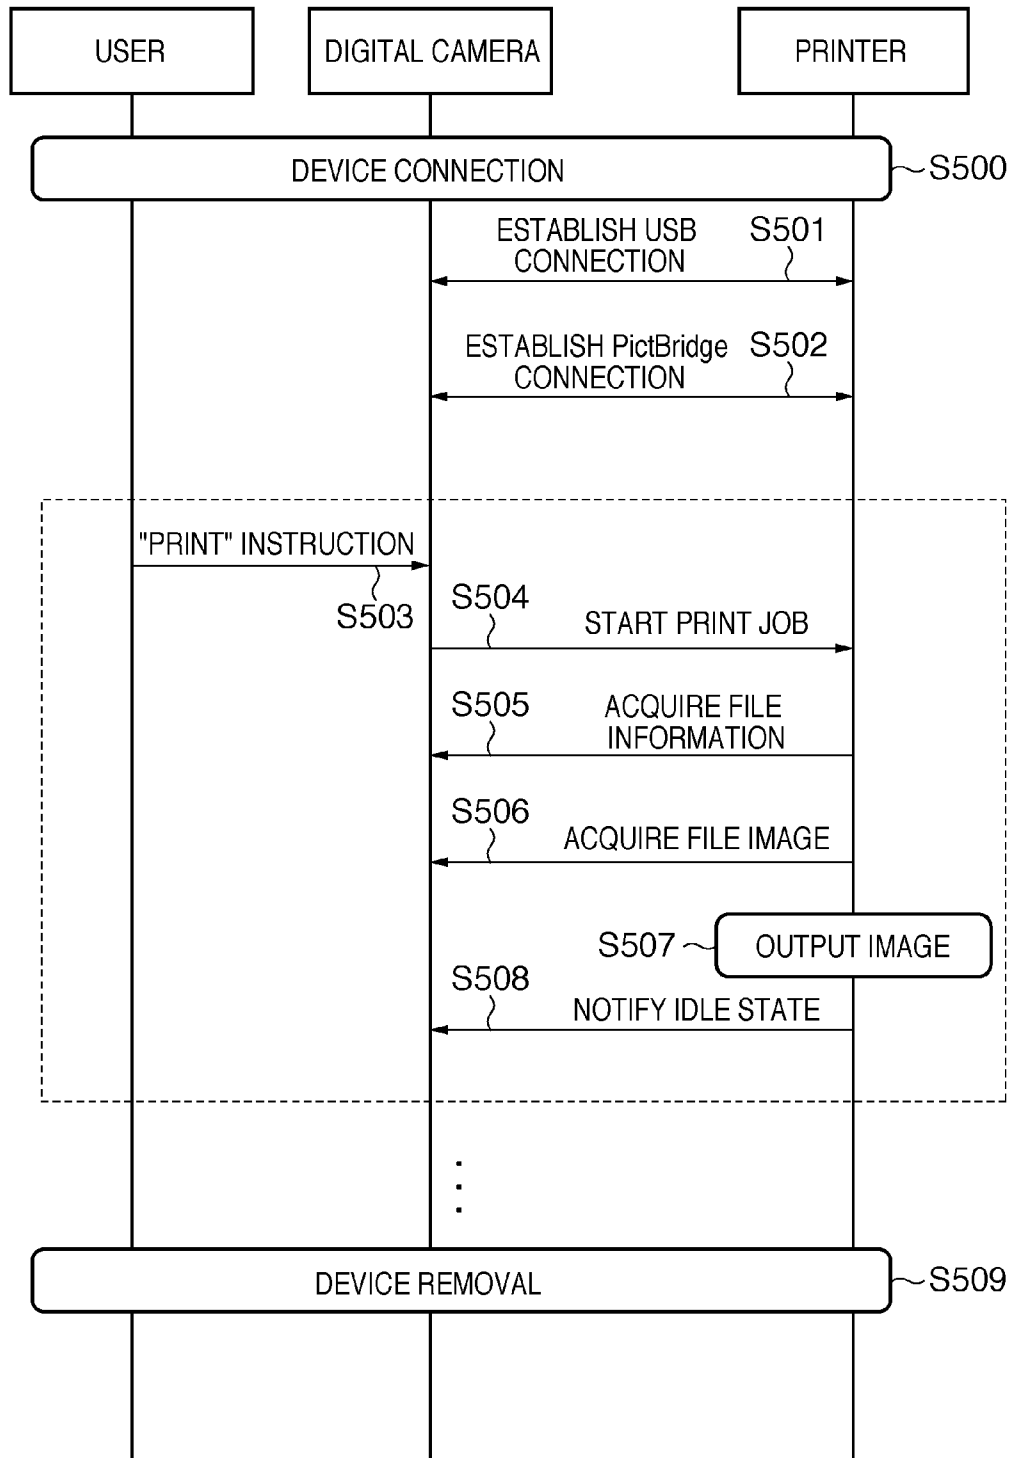 USER
DIGITAL CAMERA
PRINTER
DEVICE CONNECTION
S500
ESTABLISH USB
CONNECTION
S501
ESTABLISH PictBridge
CONNECTION
S502
"PRINT" INSTRUCTION
S503
S504
START PRINT JOB
S505
ACQUIRE FILE
INFORMATION
S506
ACQUIRE FILE IMAGE
S507
OUTPUT IMAGE
S508
NOTIFY IDLE STATE
DEVICE REMOVAL
S509